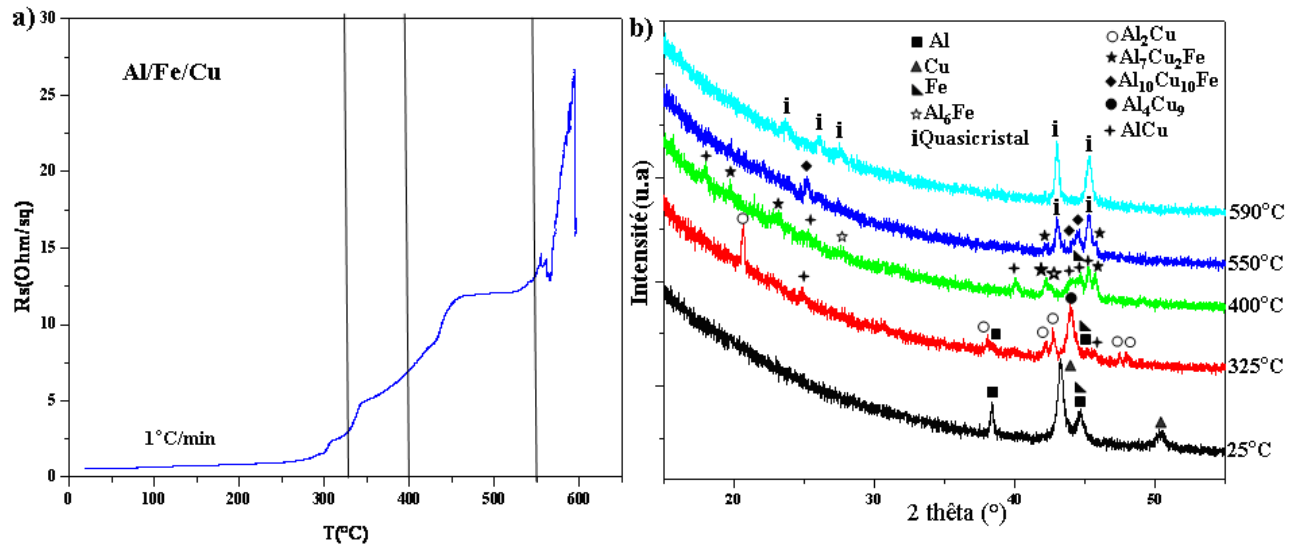 a)
Al/Fe/Cu
1°C/min
Rs(Ohm/sq)
30
25
20
15
10
5
0
0 100 200 300 400 500 600
T(°C)
b)
Al
Cu
Fe
Al₆Fe
i Quasicristal
Al₂Cu
Al₇Cu₂Fe
Al₁₀Cu₁₀Fe
Al₄Cu₉
AlCu
i i i i i
590°C
i i
550°C
400°C
325°C
25°C
Intensité(u.a)
20 30 40 50
2 thêta (°)